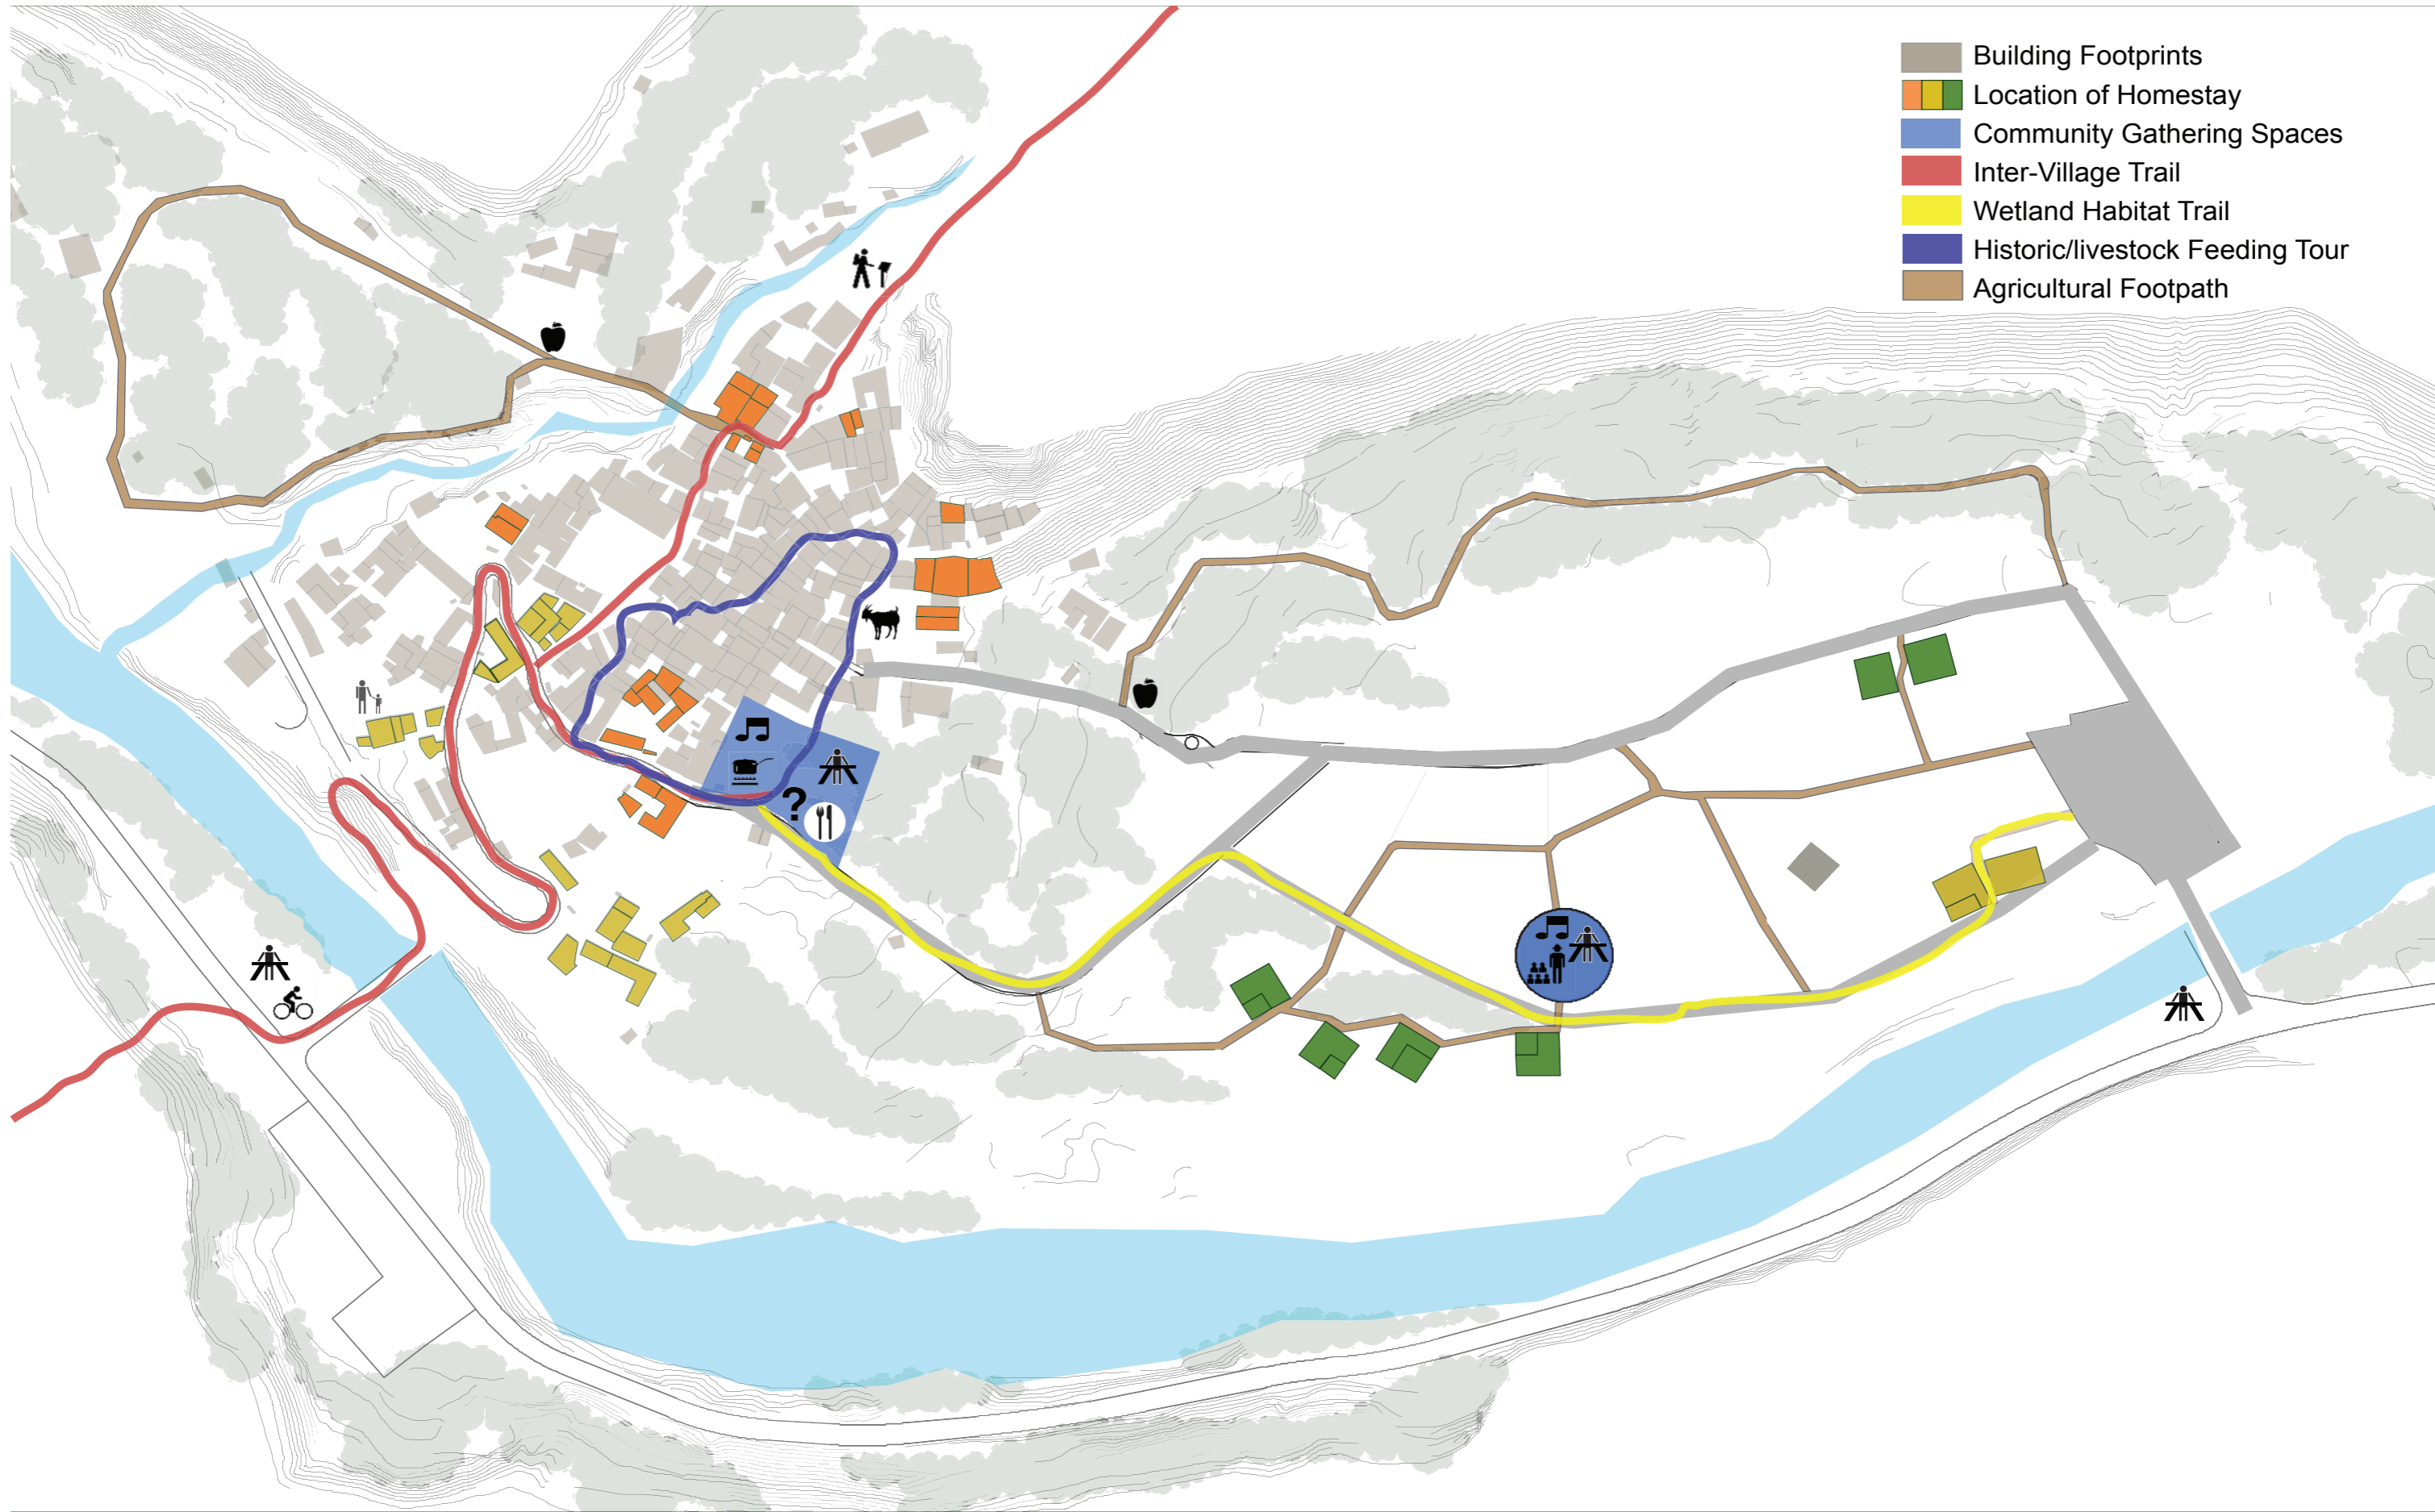 Building Footprints
Location of Homestay
Community Gathering Spaces
Inter-Village Trail
Wetland Habitat Trail
Historic/livestock Feeding Tour
Agricultural Footpath
?